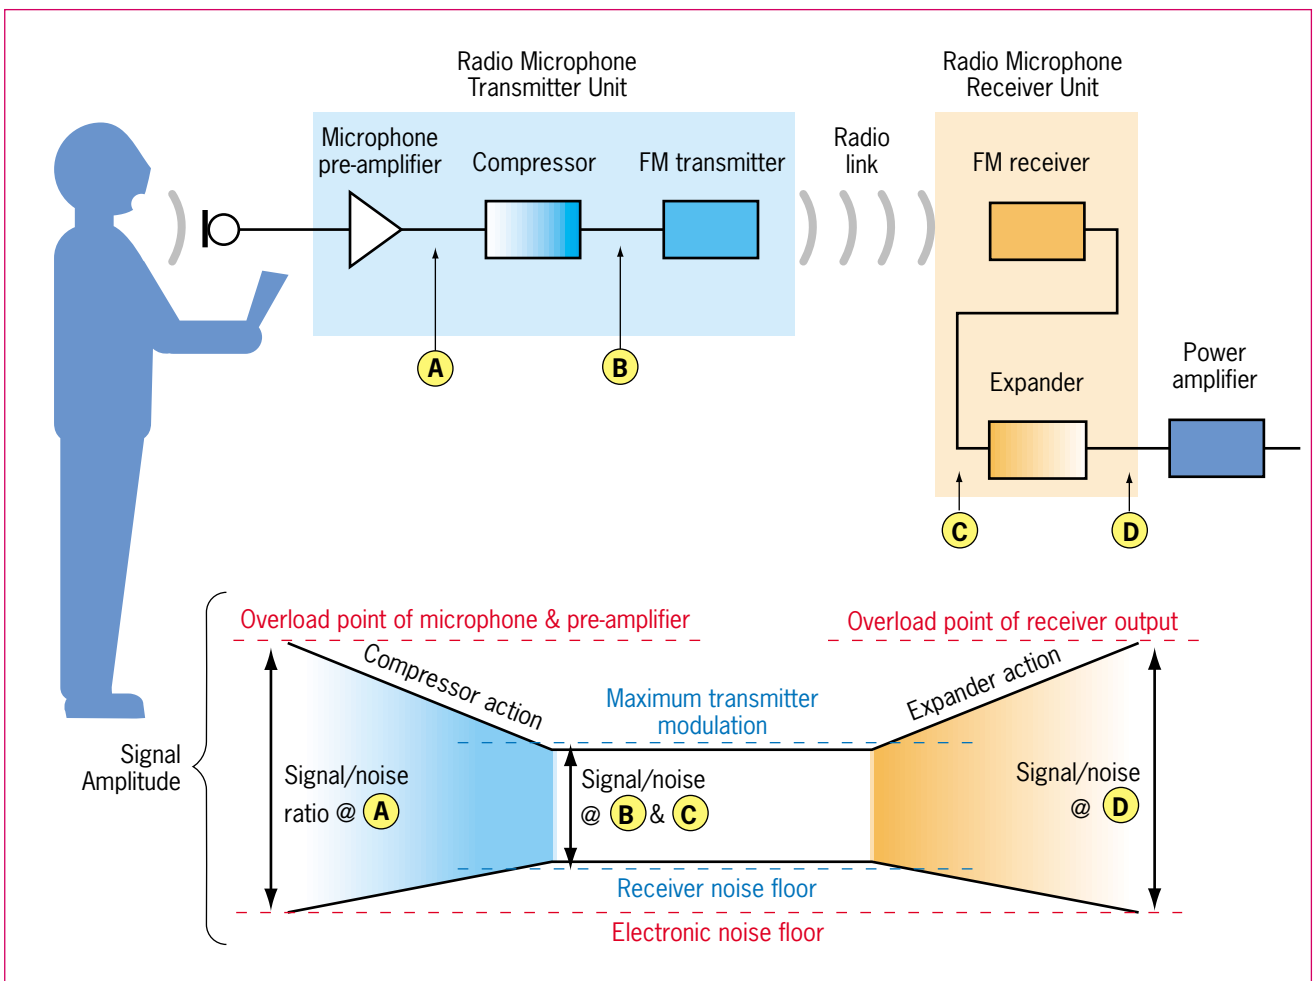 Radio Microphone
Transmitter Unit
Radio Microphone
Receiver Unit
Microphone
pre-amplifier
Compressor
FM transmitter
Radio
link
FM receiver
A
B
Expander
Power
amplifier
C
D
Overload point of microphone & pre-amplifier
Overload point of receiver output
Compressor action
Expander action
Maximum transmitter
modulation
Signal
Amplitude
Signal/noise
ratio @ A
Signal/noise
@ B & C
Signal/noise
@ D
Receiver noise floor
Electronic noise floor